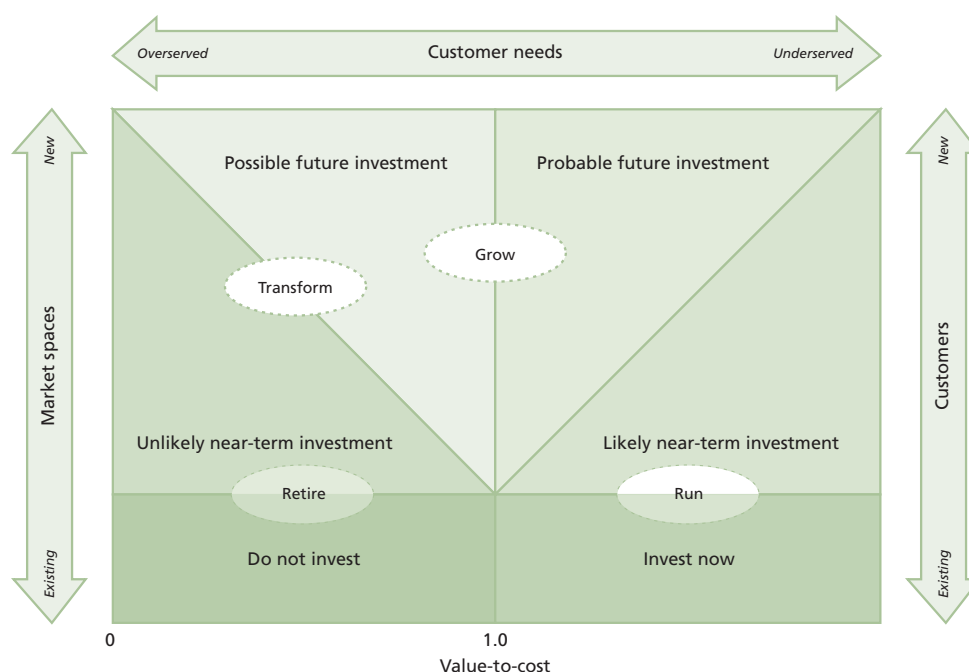 Overserved
Customer needs
Underserved
New
Market spaces
Existing
New
Customers
Existing
Possible future investment
Probable future investment
Grow
Transform
Unlikely near-term investment
Likely near-term investment
Retire
Run
Do not invest
Invest now
0
1.0
Value-to-cost